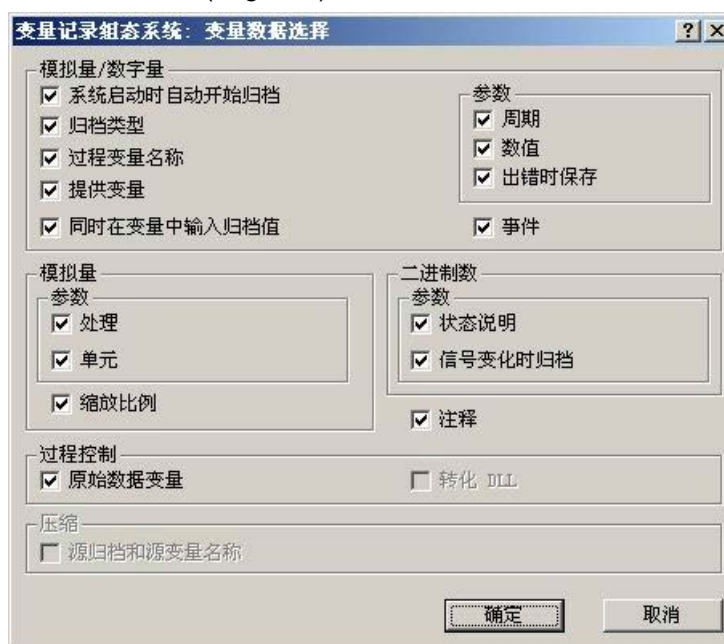 变量记录组态系统: 变量数据选择
模拟量/数字量
系统启动时自动开始归档
归档类型
过程变量名称
提供变量
同时在变量中输入归档值
参数
周期
数值
出错时保存
事件
模拟量
参数
处理
单元
缩放比例
二进制数
参数
状态说明
信号变化时归档
注释
过程控制
原始数据变量
转化 DLL
压缩
源归档和源变量名称
确定
取消